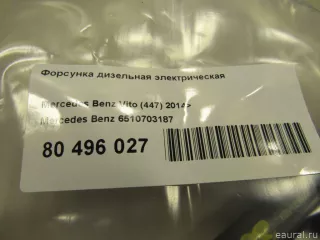 Форсунка дизельная электрическая
Mercedes Benz Vito (447) 2014>
Mercedes Benz 6510703187
80 496 027
© eaural.ru